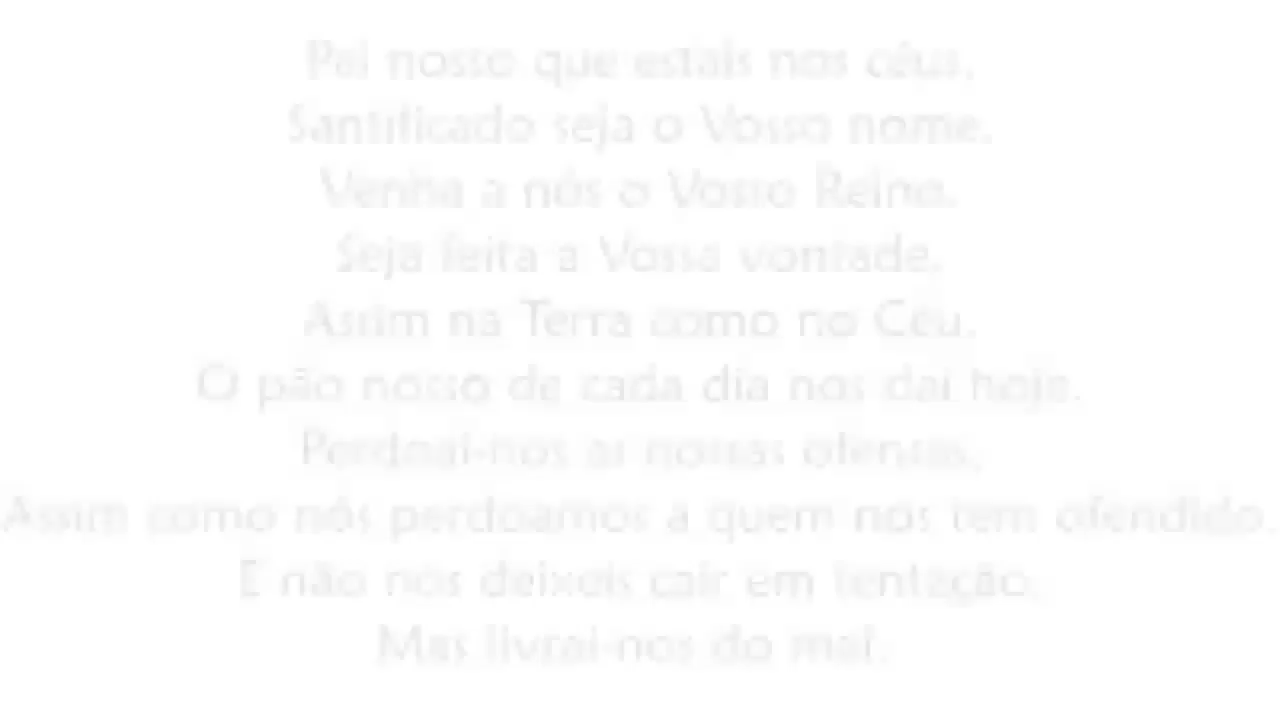 Pai nosso que estais nos céus,
Santificado seja o Vosso nome.
Venha a nós o Vosso Reino.
Seja feita a Vossa vontade,
Assim na Terra como no Céu.
O pão nosso de cada dia nos dai hoje.
Perdoai-nos as nossas ofensas,
Assim como nós perdoamos a quem nos tem ofendido.
E não nos deixeis cair em tentação,
Mas livrai-nos do mal.